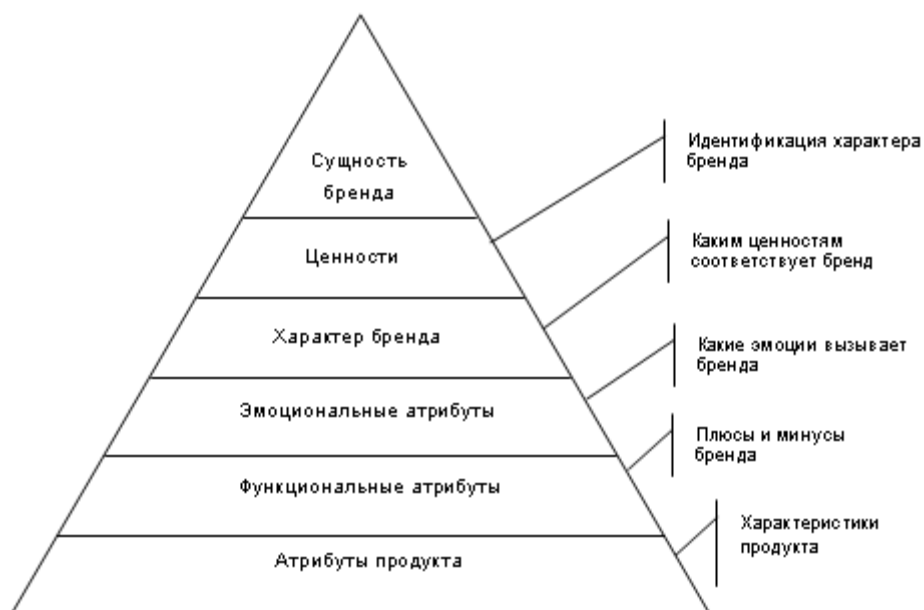 Сущность
бренда
Ценности
Характер бренда
Эмоциональные атрибуты
Функциональные атрибуты
Атрибуты продукта
Идентификация характера
бренда
Каким ценностям
соответствует бренд
Какие эмоции вызывает
бренда
Плюсы и минусы
бренда
Характеристики
продукта